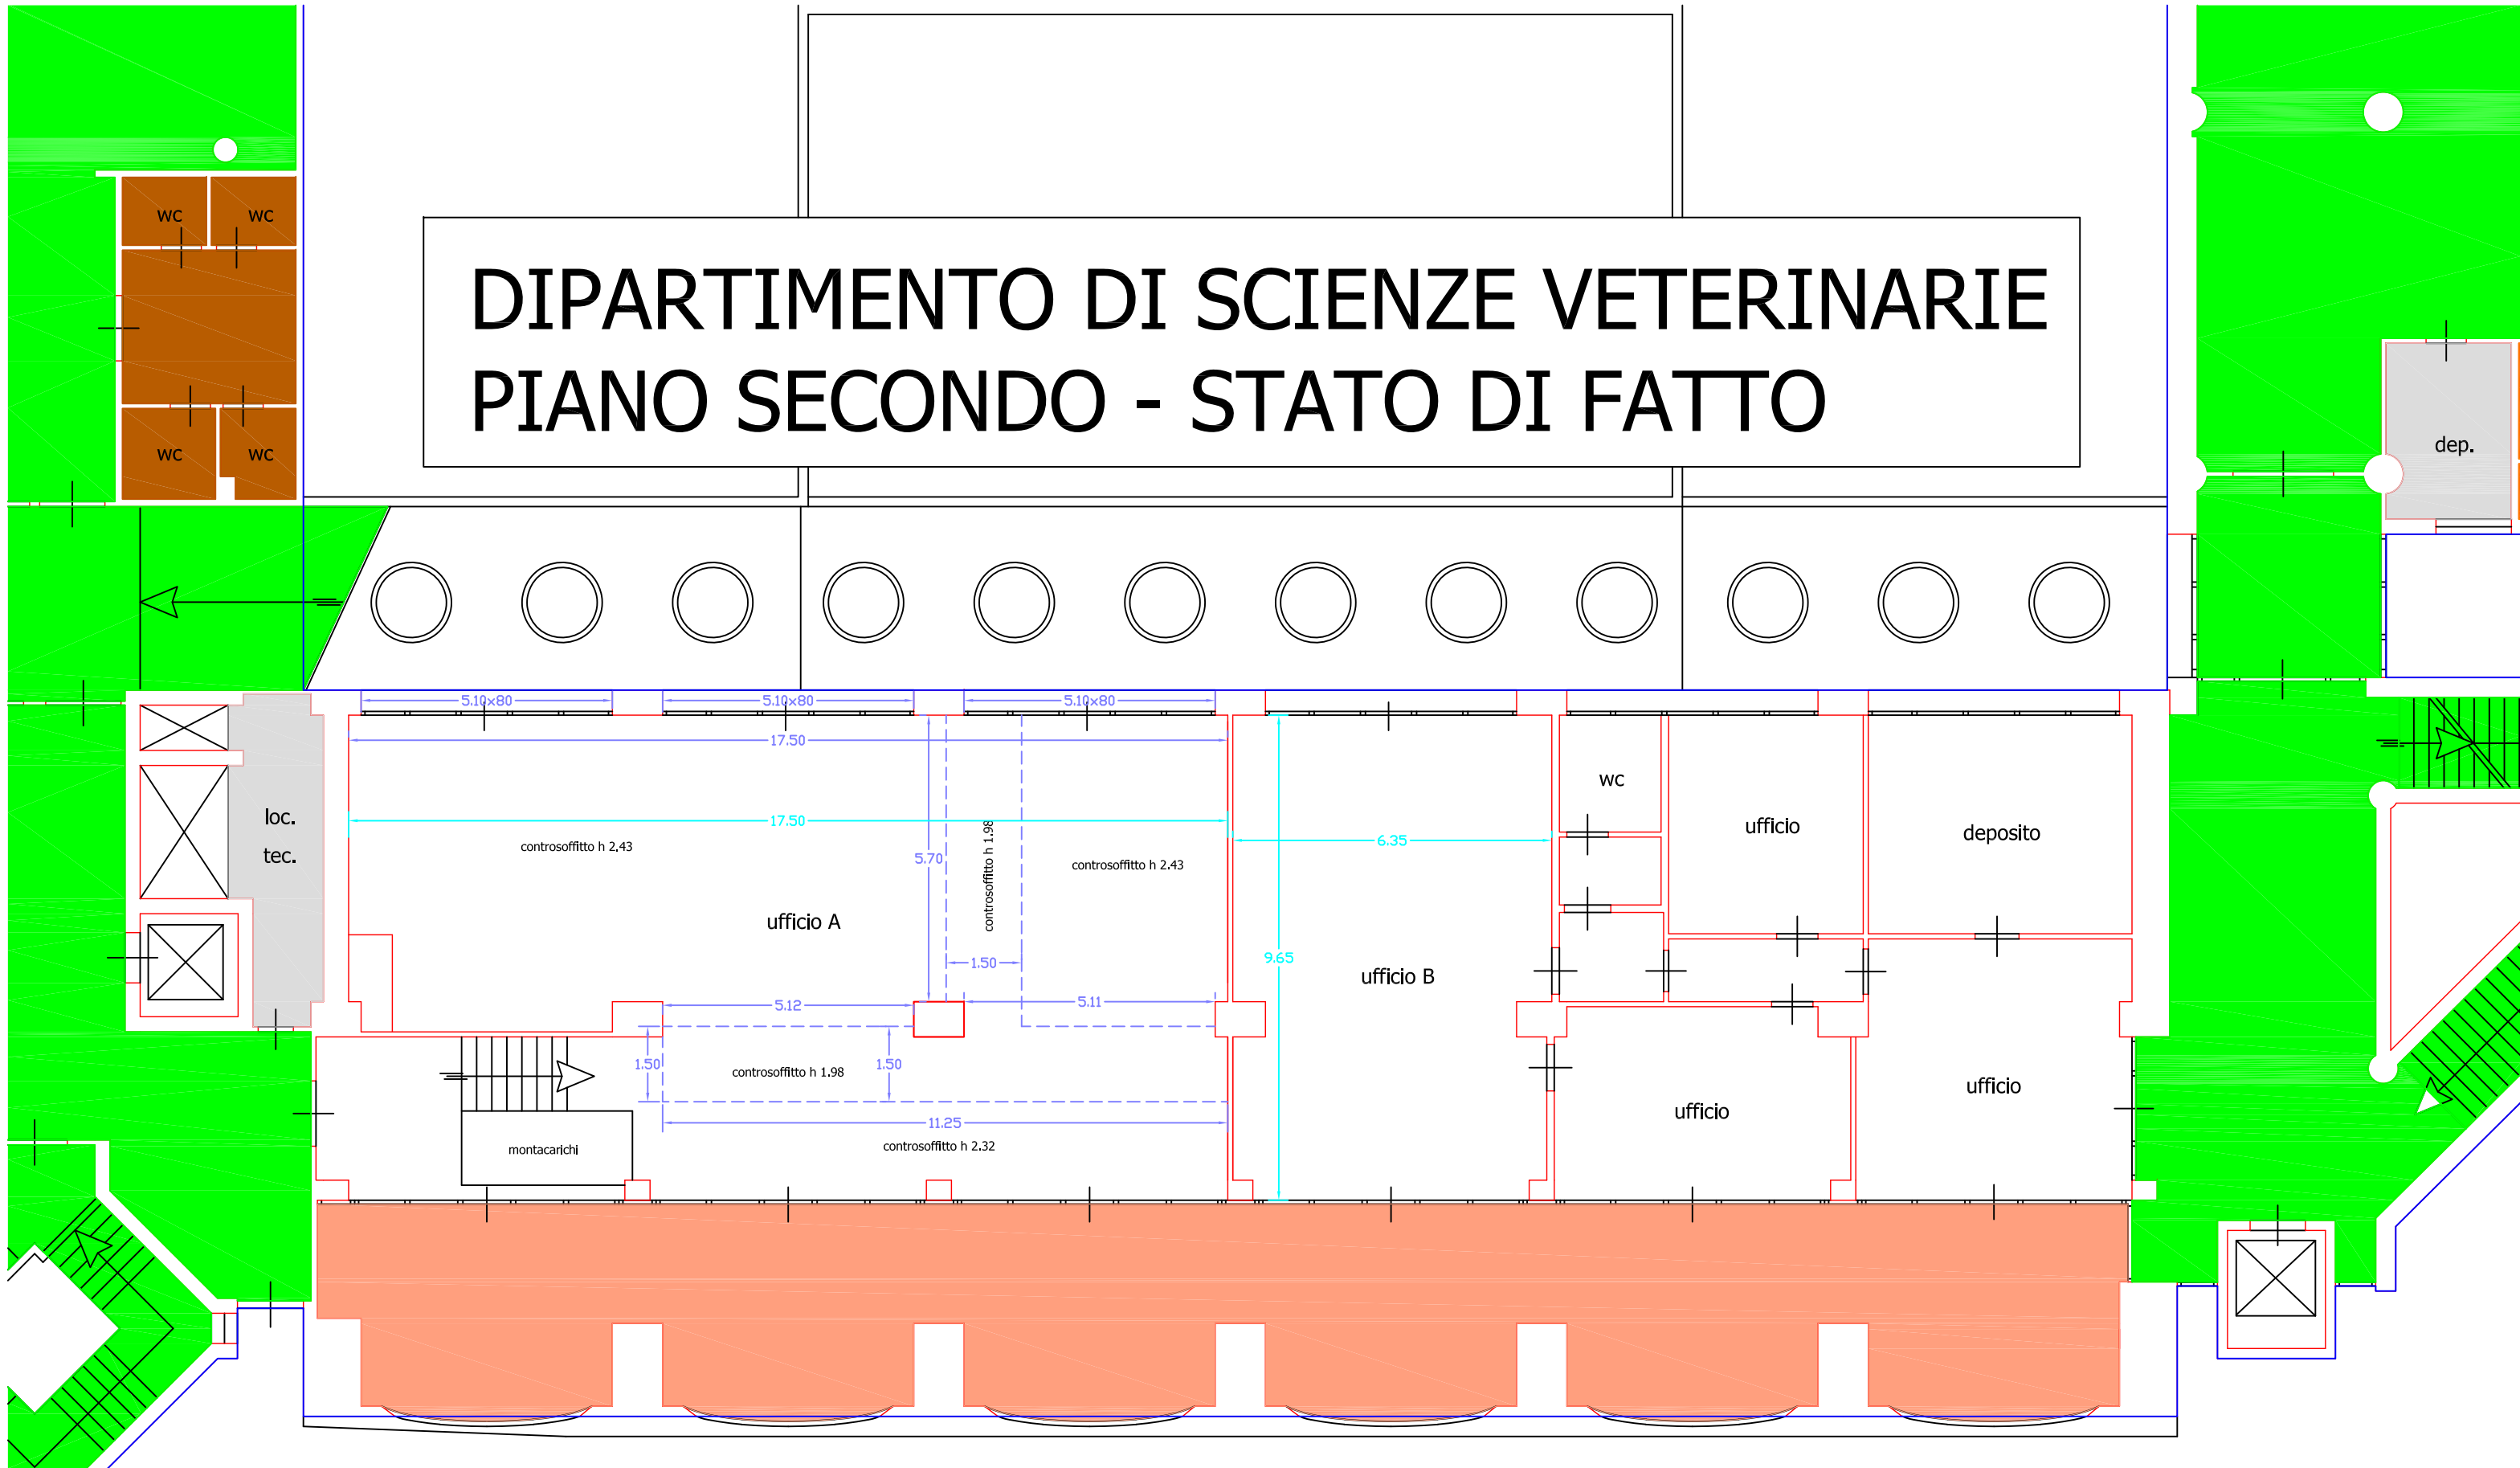 wc
wc
DIPARTIMENTO DI SCIENZE VETERINARIE
PIANO SECONDO - STATO DI FATTO
wc
wc
dep.
5.10x80
5.10x80
5.10x80
17.50
17.50
loc.
tec.
controsoffitto h 2.43
5.70
controsoffitto h 1.98
controsoffitto h 2.43
6.35
wc
ufficio
deposito
ufficio A
1.50
9.65
ufficio B
5.12
5.11
1.50
controsoffitto h 1.98
1.50
11.25
controsoffitto h 2.32
montacarichi
ufficio
ufficio